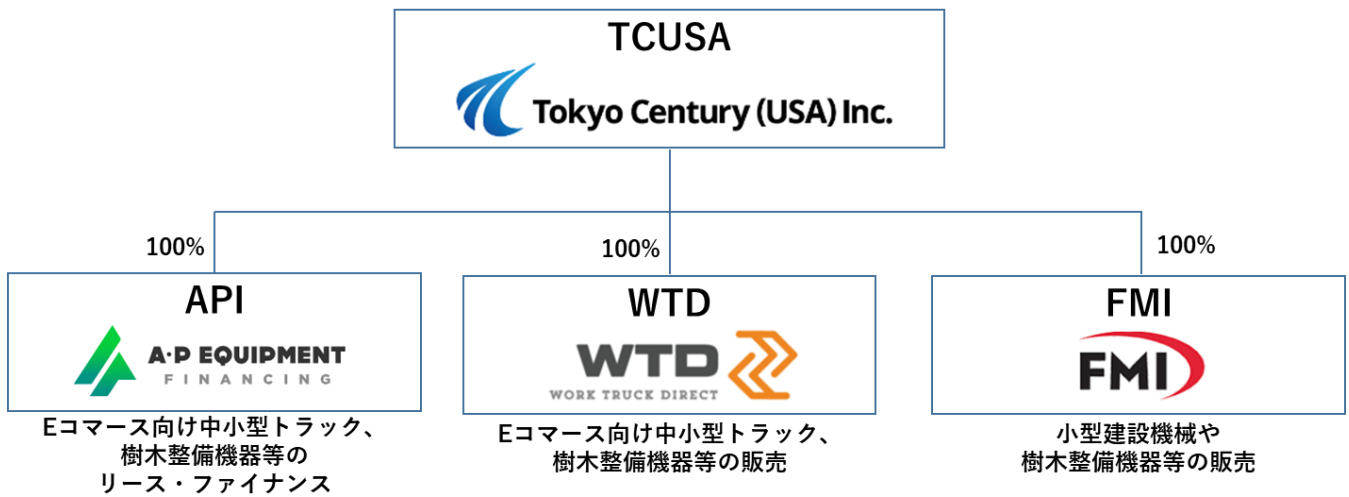 TCUSA
Tokyo Century (USA) Inc.
100%
100%
100%
API
A·P EQUIPMENT
FINANCING
Eコマース向け中小型トラック、
樹木整備機器等の
リース・ファイナンス
WTD
WTD
WORK TRUCK DIRECT
Eコマース向け中小型トラック、
樹木整備機器等の販売
FMI
FMI
小型建設機械や
樹木整備機器等の販売